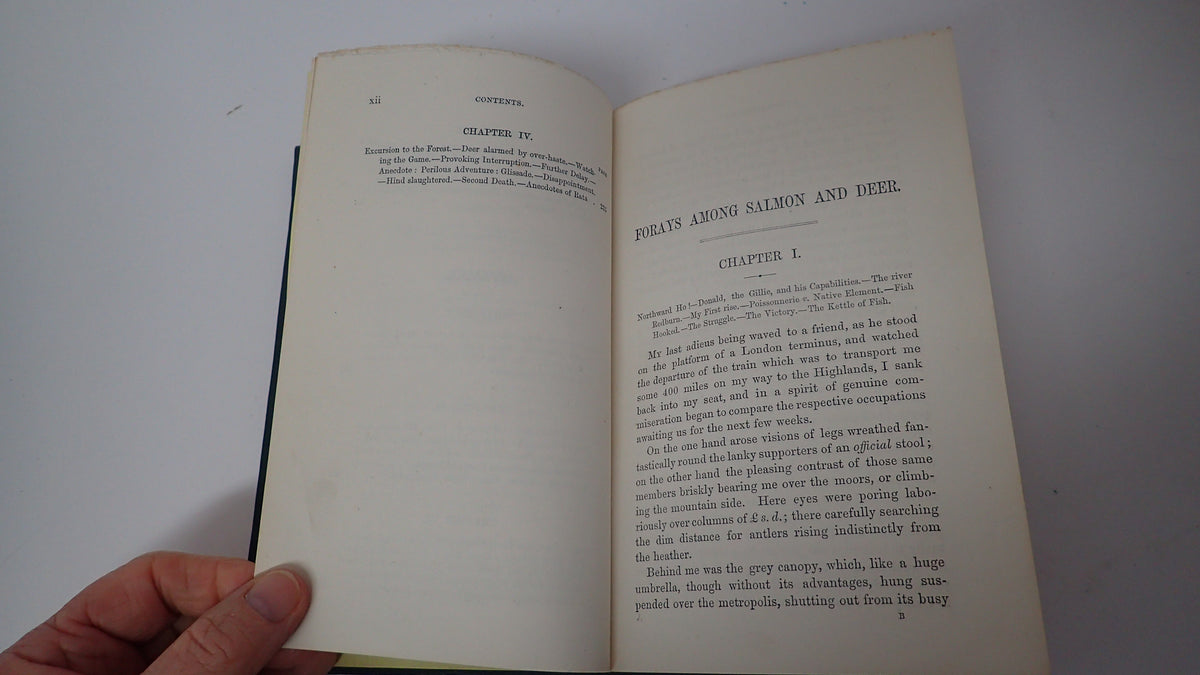 xii
CONTENTS.
CHAPTER IV.
Page
Excursion to the Forest.—Deer alarmed by over-haste.—Watch-
ing the Game.—Provoking Interruption.—Further Delay.—
Anecdote: Perilous Adventure: Glissade.—Disappointment.
—Hind slaughtered.—Second Death.—Anecdotes of Rats .
FORAYS AMONG SALMON AND DEER.
CHAPTER I.
Northward Ho!—Donald, the Gillie, and his Capabilities.—The river
Redburn.—My First rise.—Poissonnerie v. Native Element.—Fish
Hooked.—The Struggle.—The Victory.—The Kettle of Fish.
My last adieus being waved to a friend, as he stood
on the platform of a London terminus, and watched
the departure of the train which was to transport me
some 400 miles on my way to the Highlands, I sank
back into my seat, and in a spirit of genuine com-
miseration began to compare the respective occupations
awaiting us for the next few weeks.
On the one hand arose visions of legs wreathed fan-
tastically round the lanky supporters of an official stool;
on the other hand the pleasing contrast of those same
members briskly bearing me over the moors, or climb-
ing the mountain side. Here eyes were poring labo-
riously over columns of £ s. d.; there carefully searching
the dim distance for antlers rising indistinctly from
the heather.
Behind me was the grey canopy, which, like a huge
umbrella, though without its advantages, hung sus-
pended over the metropolis, shutting out from its busy
B